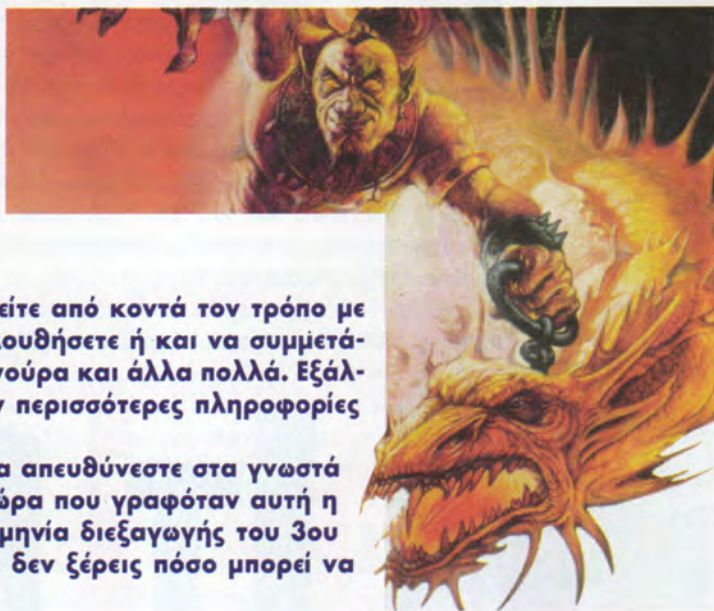 είτε από κοντά τον τρόπο με
λουθήσετε ή και να συμμετά-
γούρα και άλλα πολλά. Εξάλ-
ν περισσότερες πληροφορίες
α απευθύνεστε στα γνωστά
ώρα που γραφόταν αυτή η
μηνία διεξαγωγής του 3ου
δεν ξέρεις πόσο μπορεί να